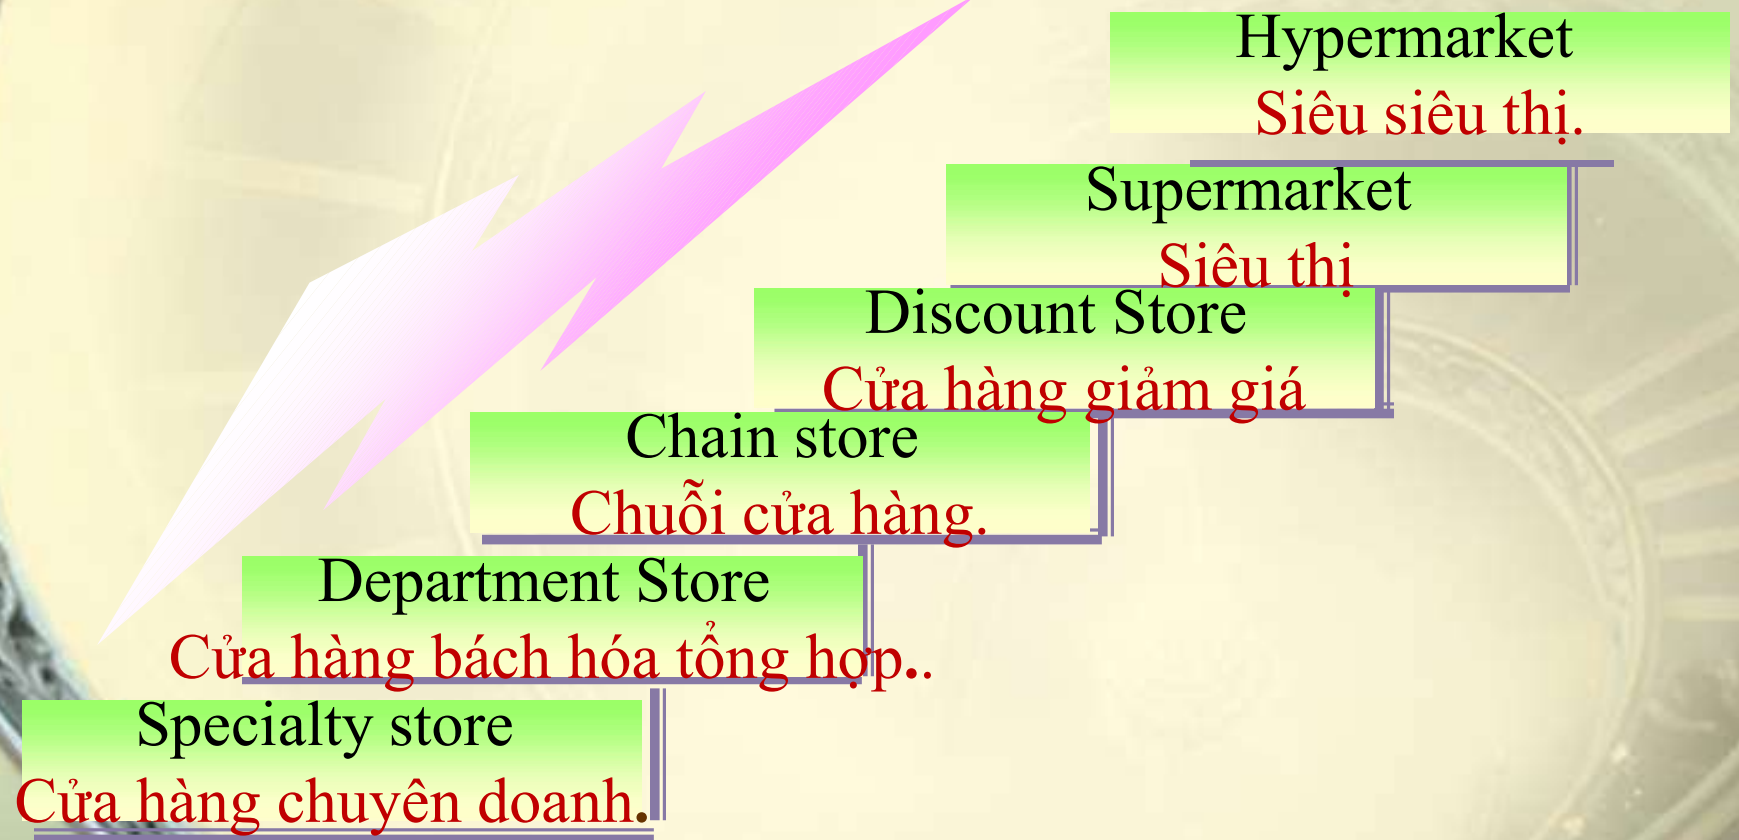 Hypermarket
Siêu siêu thị.
Supermarket
Siêu thị
Discount Store
Cửa hàng giảm giá
Chain store
Chuỗi cửa hàng.
Department Store
Cửa hàng bách hóa tổng hợp..
Specialty store
Cửa hàng chuyên doanh.